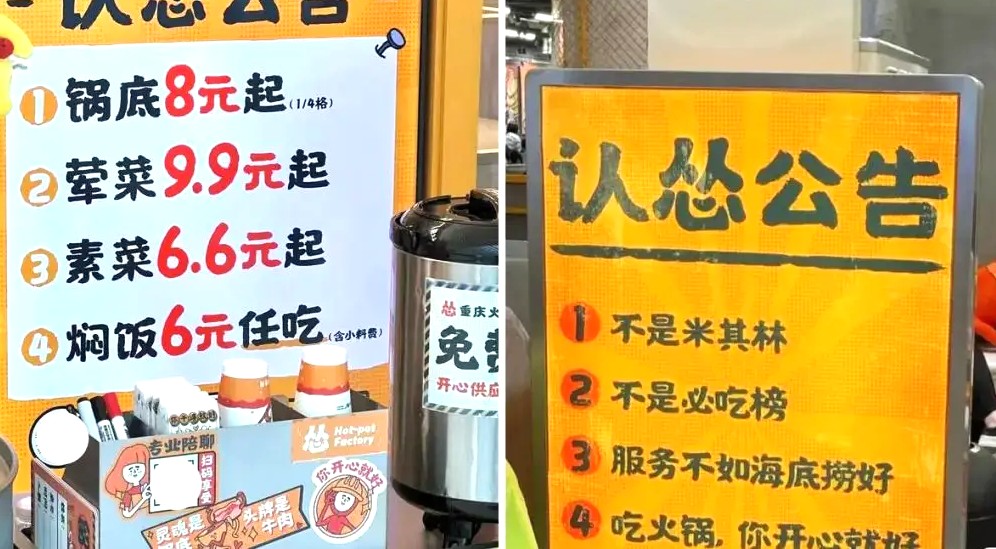 认怂公告
1 锅底8元起(1/4格)
2 荤菜9.9元起
3 素菜6.6元起
4 焖饭6元任吃(含小料费)
怂重庆火
免费
开心供应
怂 Hot-pot Factory
专业陪聊
扫码享受
你开心就好
灵魂是
锅底
头牌是
牛肉
认怂公告
1 不是米其林
2 不是必吃榜
3 服务不如海底捞好
4 吃火锅,你开心就好